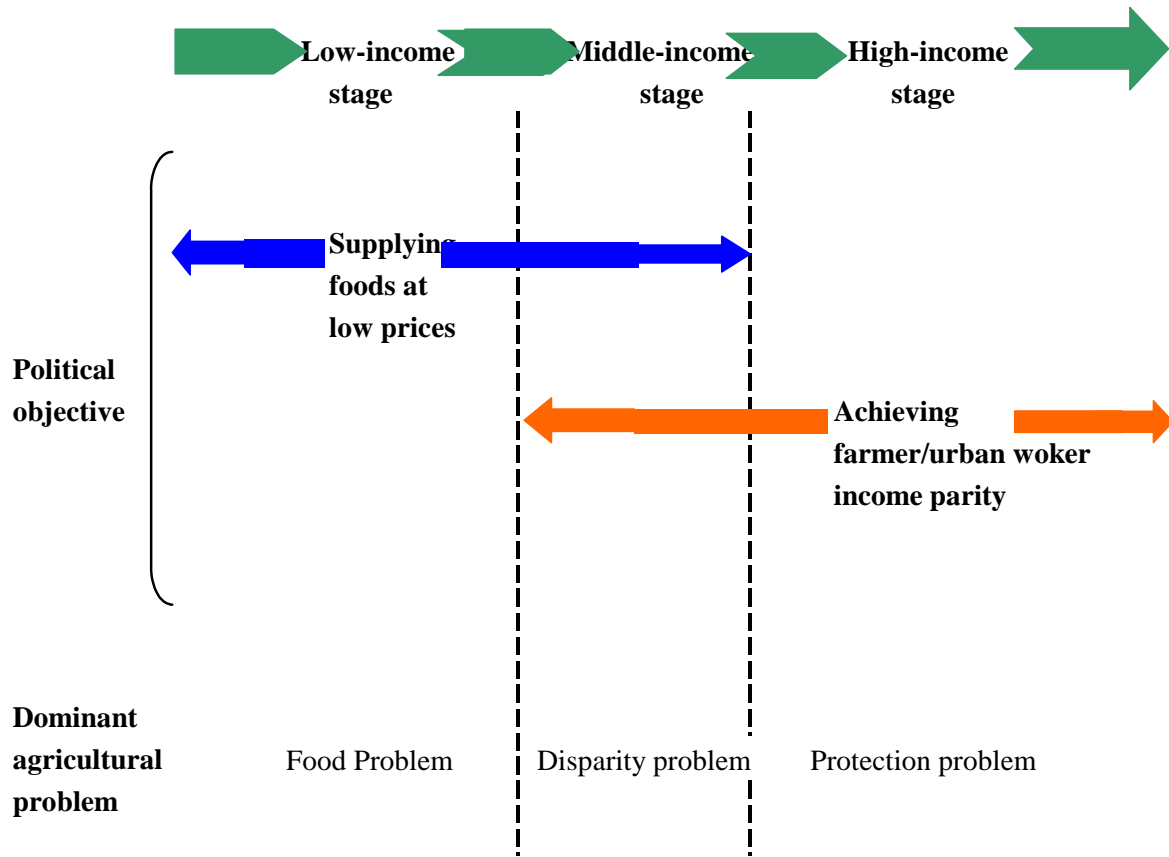 Low-income
stage
Middle-income
stage
High-income
stage
Supplying
foods at
low prices
Political
objective
Achieving
farmer/urban woker
income parity
Dominant
agricultural
problem
Food Problem
Disparity problem
Protection problem